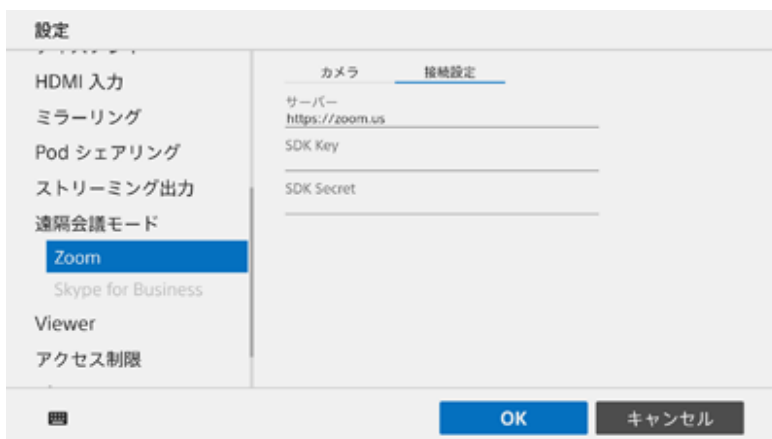 設定
HDMI 入力
ミラーリング
Pod シェアリング
ストリーミング出力
遠隔会議モード
Zoom
Skype for Business
Viewer
アクセス制限
カメラ
接続設定
サーバー
https://zoom.us
SDK Key
SDK Secret
OK
キャンセル